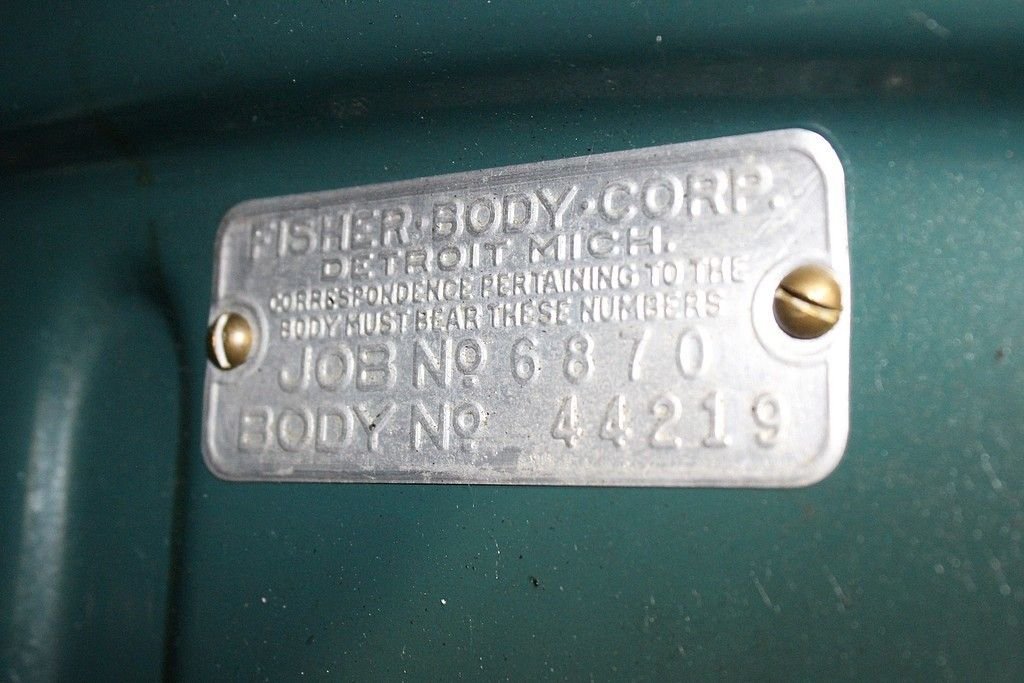 FISHER·BODY·CORP.
DETROIT MICH.
CORRESPONDENCE PERTAINING TO THE
BODY MUST BEAR THESE NUMBERS
JOB No. 6870
BODY No. 44219